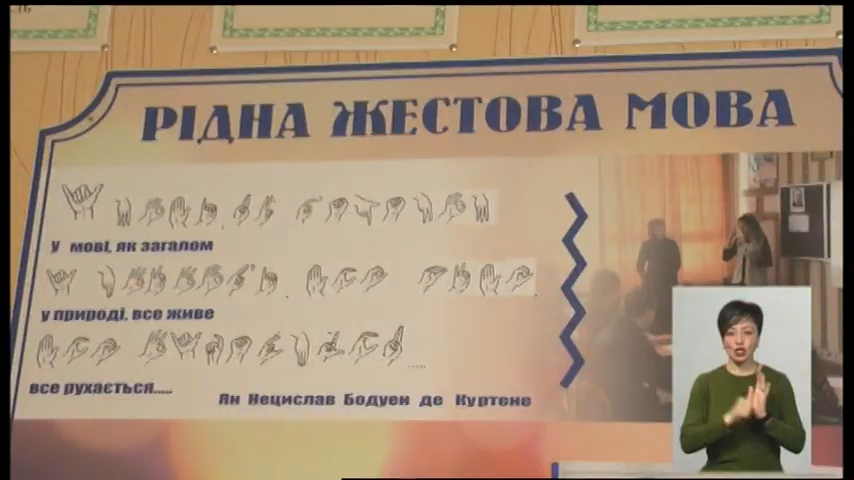 РІДНА ЖЕСТОВА МОВА
У мові, як загалом
у природі, все живе
все рухається.....
Ян Нецислав Бодуен де Куртене